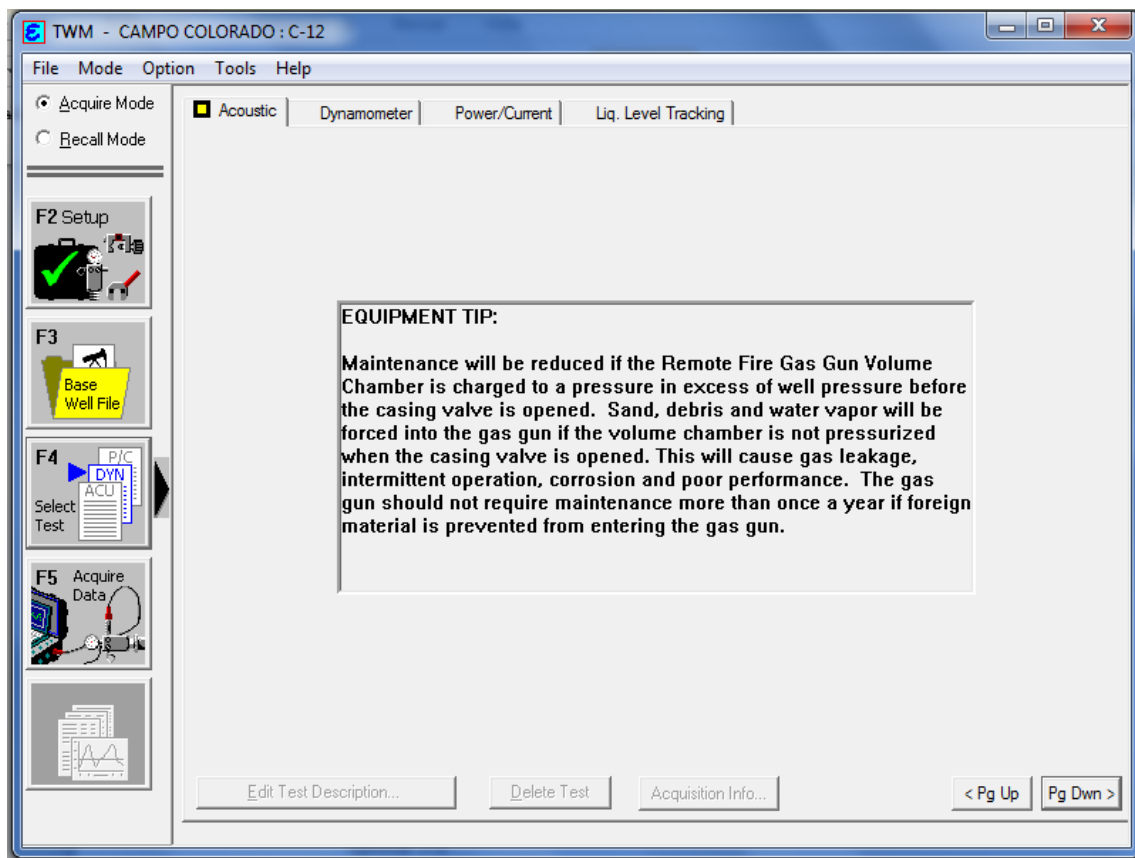 TWM - CAMPO COLORADO : C-12
File Mode Option Tools Help
Acquire Mode
Recall Mode
Acoustic
Dynamometer
Power/Current
Liq. Level Tracking
F2 Setup
F3
Base
Well File
F4
P/C
DYN
ACU
Select
Test
F5 Acquire
Data
EQUIPMENT TIP:
Maintenance will be reduced if the Remote Fire Gas Gun Volume
Chamber is charged to a pressure in excess of well pressure before
the casing valve is opened. Sand, debris and water vapor will be
forced into the gas gun if the volume chamber is not pressurized
when the casing valve is opened. This will cause gas leakage,
intermittent operation, corrosion and poor performance. The gas
gun should not require maintenance more than once a year if foreign
material is prevented from entering the gas gun.
Edit Test Description...
Delete Test
Acquisition Info...
< Pg Up
Pg Dwn >